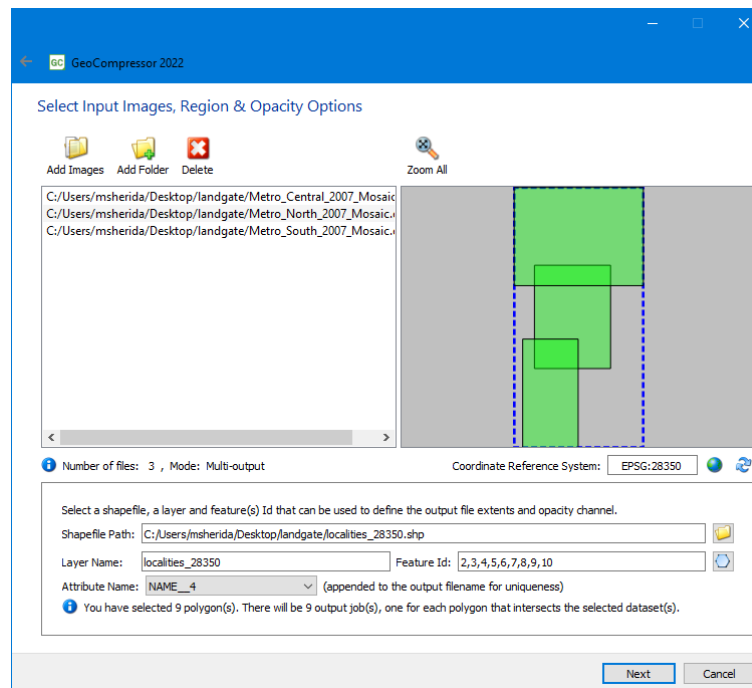 GC GeoCompressor 2022
Select Input Images, Region & Opacity Options
Add Images Add Folder Delete Zoom All
C:/Users/msherida/Desktop/landgate/Metro_Central_2007_Mosaic
C:/Users/msherida/Desktop/landgate/Metro_North_2007_Mosaic.
C:/Users/msherida/Desktop/landgate/Metro_South_2007_Mosaic.
Number of files: 3 , Mode: Multi-output Coordinate Reference System: EPSG:28350
Select a shapefile, a layer and feature(s) Id that can be used to define the output file extents and opacity channel.
Shapefile Path: C:/Users/msherida/Desktop/landgate/localities_28350.shp
Layer Name: localities_28350 Feature Id: 2,3,4,5,6,7,8,9,10
Attribute Name: NAME__4 (appended to the output filename for uniqueness)
You have selected 9 polygon(s). There will be 9 output job(s), one for each polygon that intersects the selected dataset(s).
Next Cancel